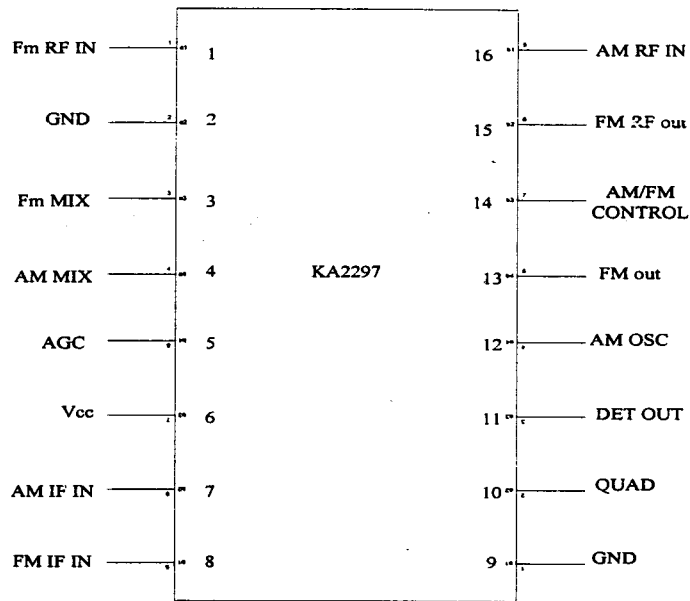 Fm RF IN 1 16 AM RF IN
GND 2 15 FM RF out
Fm MIX 3 14 AM/FM CONTROL
AM MIX 4 KA2297 13 FM out
AGC 5 12 AM OSC
Vcc 6 11 DET OUT
AM IF IN 7 10 QUAD
FM IF IN 8 9 GND